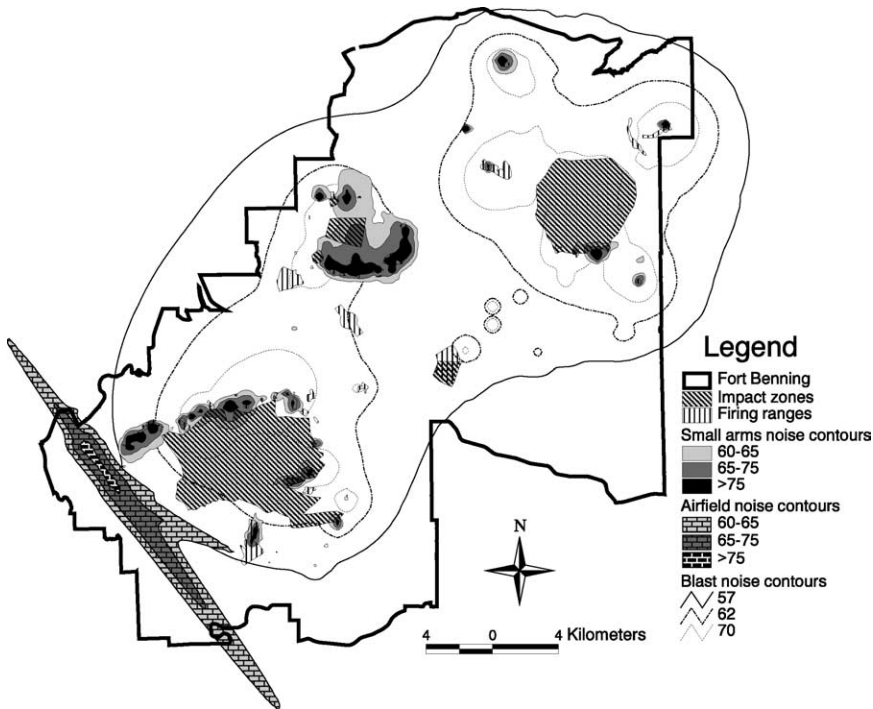 Legend
Fort Benning
Impact zones
Firing ranges
Small arms noise contours
60-65
65-75
>75
Airfield noise contours
60-65
65-75
>75
Blast noise contours
57
62
70
N
4 0 4 Kilometers